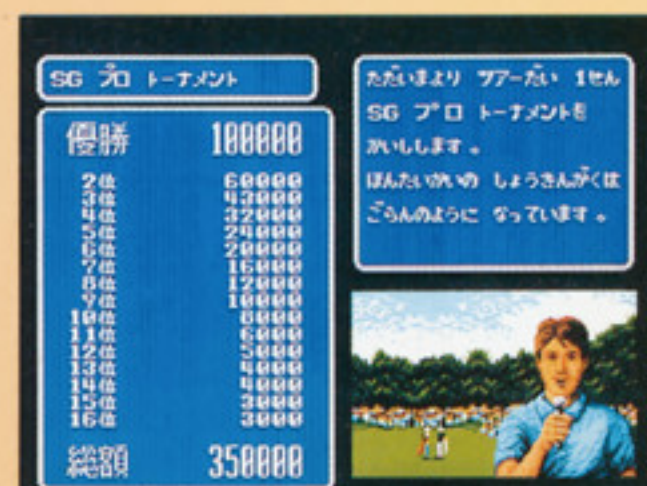 SG プロ トーナメント
優勝 100000
2位 60000
3位 43000
4位 32000
5位 24000
6位 20000
7位 16000
8位 12000
9位 10000
10位 8000
11位 6000
12位 5000
13位 4000
14位 4000
15位 3000
16位 3000
総額 350000
ただいまより ツアーだい 1せん
SG プロ トーナメントを
かいしします。
ほんたいかいの しょうきんがくは
ごらんのように なっています。